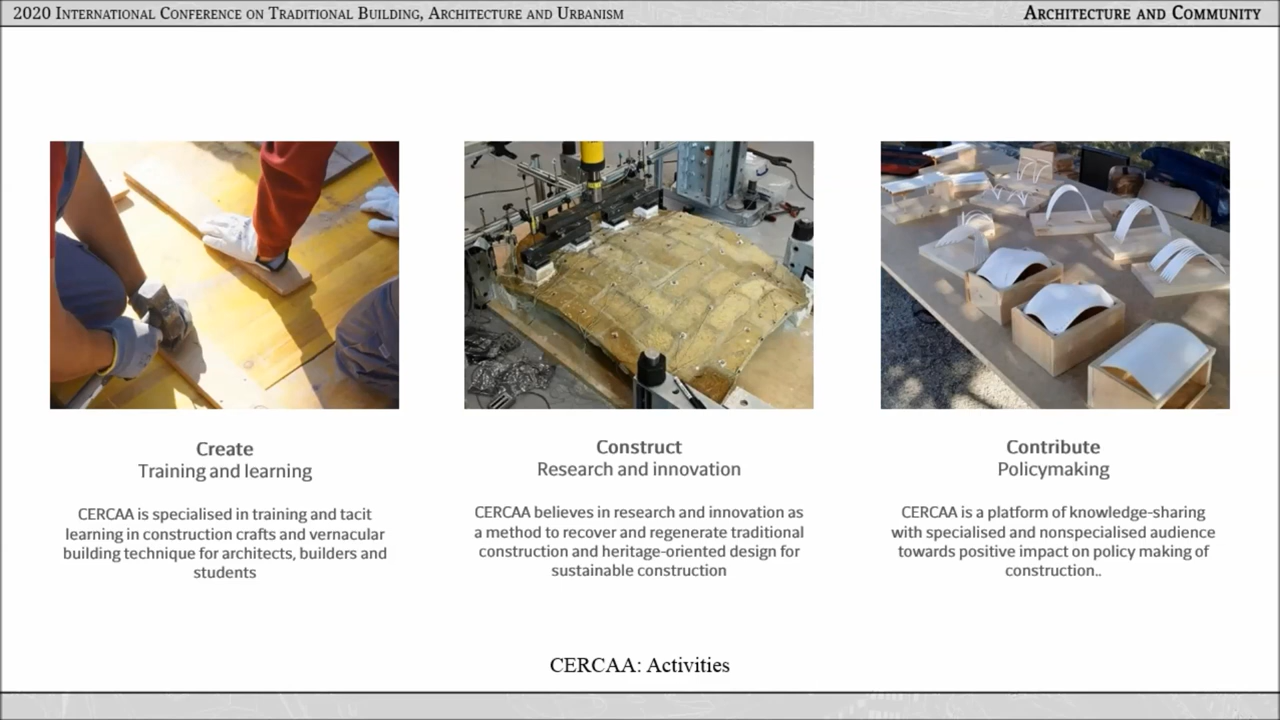 2020 International Conference on Traditional Building, Architecture and Urbanism
Architecture and Community
Create
Training and learning
CERCAA is specialised in training and tacit
learning in construction crafts and vernacular
building technique for architects, builders and
students
Construct
Research and innovation
CERCAA believes in research and innovation as
a method to recover and regenerate traditional
construction and heritage-oriented design for
sustainable construction
Contribute
Policymaking
CERCAA is a platform of knowledge-sharing
with specialised and nonspecialised audience
towards positive impact on policy making of
construction..
CERCAA: Activities